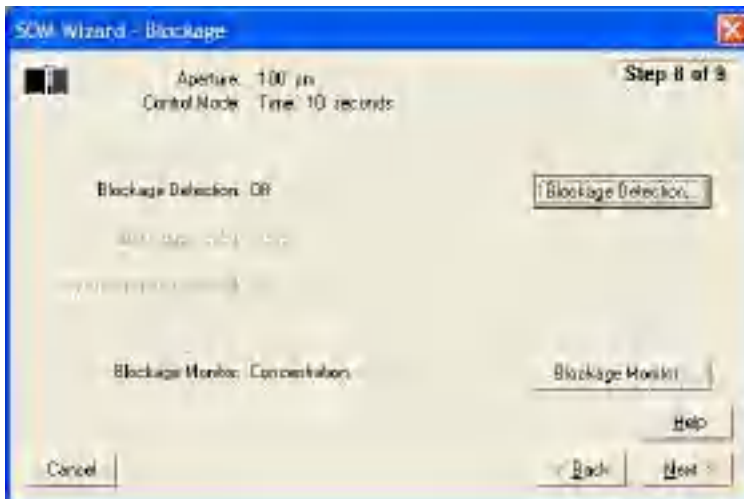 SOM Wizard - Blockage
Step 8 of 9
Aperture: 100 µm
Control Mode: Time, 10 seconds
Blockage Detection: Off
Blockage Detection...
Blockage Monitor: Concentration
Blockage Monitor...
Help
Cancel
< Back
Next >